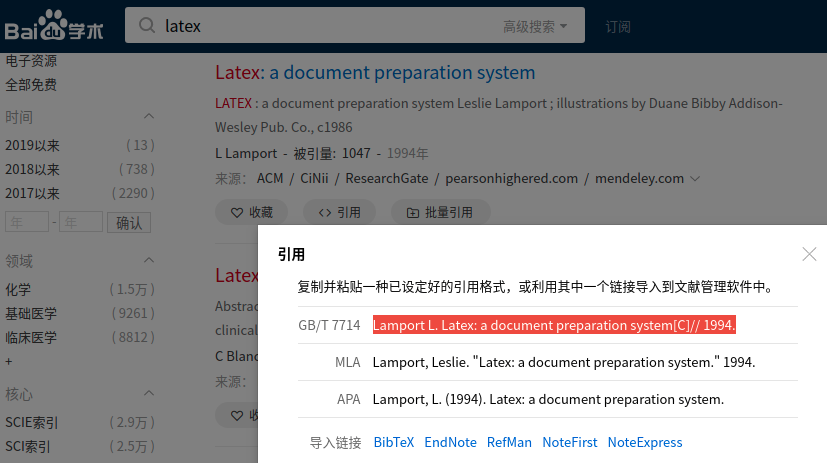 Bai du 学术
latex
高级搜索
订阅
电子资源
全部免费
时间
2019以来 ( 13 )
2018以来 ( 738 )
2017以来 ( 2290 )
年 - 年 确认
领域
化学 ( 1.5万 )
基础医学 ( 9261 )
临床医学 ( 8812 )
+
核心
SCIE索引 ( 2.9万 )
SCI索引 ( 2.5万 )
Latex: a document preparation system
LATEX : a document preparation system Leslie Lamport ; illustrations by Duane Bibby Addison-
Wesley Pub. Co., c1986
L Lamport - 被引量: 1047 - 1994年
来源: ACM / CiNii / ResearchGate / pearsonhighered.com / mendeley.com
收藏 引用 批量引用
Latex
Abstrac
clinical
C Blanc
来源:
收
引用
复制并粘贴一种已设定好的引用格式，或利用其中一个链接导入到文献管理软件中。
GB/T 7714 Lamport L. Latex: a document preparation system[C]// 1994.
MLA Lamport, Leslie. "Latex: a document preparation system." 1994.
APA Lamport, L. (1994). Latex: a document preparation system.
导入链接 BibTeX EndNote RefMan NoteFirst NoteExpress